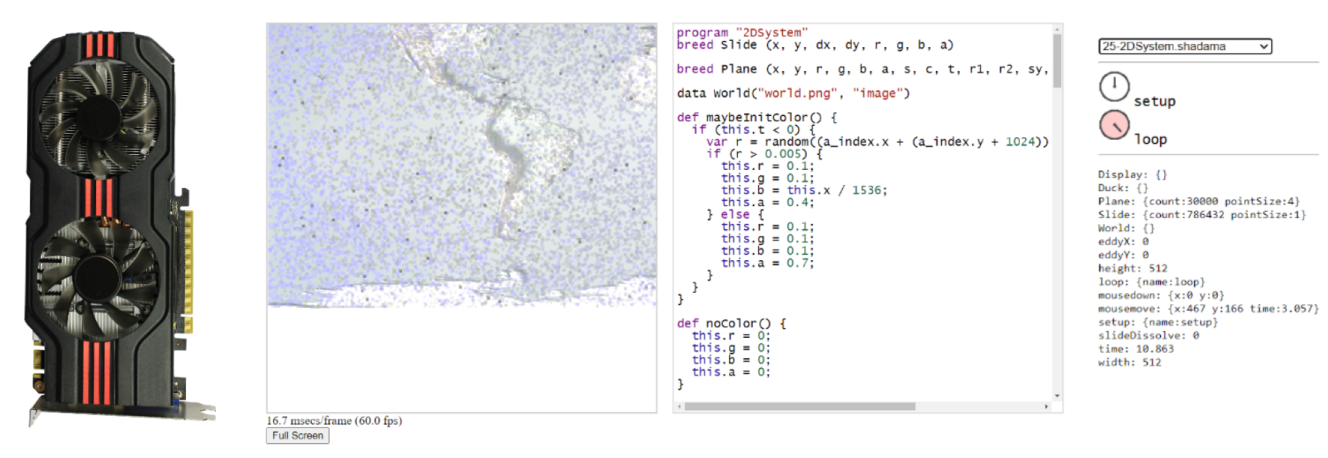 16.7 msecs/frame (60.0 fps)
Full Screen
program "2DSystem"
breed Slide (x, y, dx, dy, r, g, b, a)
breed Plane (x, y, r, g, b, a, s, c, t, r1, r2, sy,
data world("world.png", "image")
def maybeInitColor() {
if (this.t < 0) {
var r = random((a_index.x + (a_index.y + 1024))
if (r > 0.005) {
this.r = 0.1;
this.g = 0.1;
this.b = this.x / 1536;
this.a = 0.4;
} else {
this.r = 0.1;
this.g = 0.1;
this.b = 0.1;
this.a = 0.7;
}
}
}
def noColor() {
this.r = 0;
this.g = 0;
this.b = 0;
this.a = 0;
}
25-2DSystem.shadama
setup
loop
Display: {}
Duck: {}
Plane: {count:30000 pointSize:4}
Slide: {count:786432 pointSize:1}
World: {}
eddyX: 0
eddyY: 0
height: 512
loop: {name:loop}
mousedown: {x:0 y:0}
mousemove: {x:467 y:166 time:3.057}
setup: {name:setup}
slideDissolve: 0
time: 10.863
width: 512